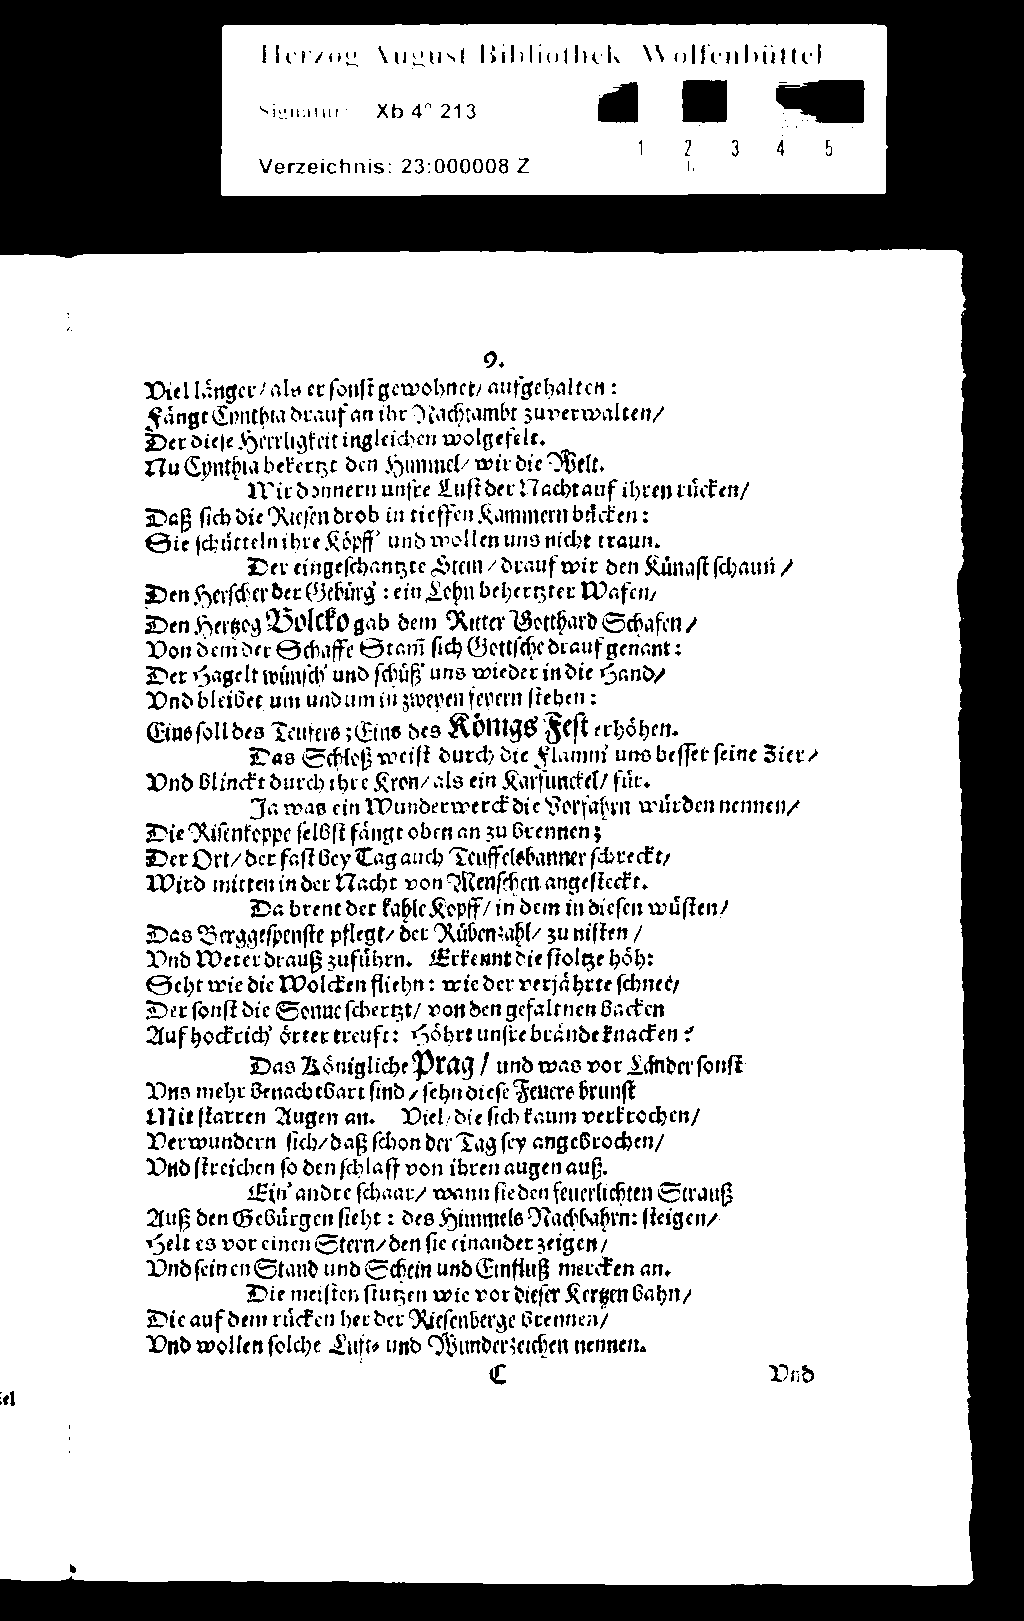 Herzog August Bibliothek Wolfenbüttel
Signatur: Xb 4° 213
1 2 3 4 5
Verzeichnis: 23:000008 Z
9.
Viel länger/ als er sonst gewohnet/ aufgehalten:
Fängt Cynthia drauf an ihr Nachtambt zuverwalten/
Der diese Herrligkeit ingleichen wolgefelt.
Nu Cynthia bekertzt den Himmel/ wir die Welt.
Wir donnern unsre Lust der Nacht auf ihren rücken/
Daß sich die Riesen drob in tieffen Kammern bücken:
Sie schütteln ihre Köpff' und wollen uns nicht traun.
Der eingeschantzte Stein/ drauf wir den Künast schaun/
Den Herscher der Gebürg': ein Lehn behertzter Wafen/
Den Hertzog Bolcko gab dem Ritter Gotthard Schafen/
Von dem der Schaffe Stam̃ sich Gottsche drauf genant:
Der Hagelt wünsch' und schüß' uns wieder in die Hand/
Vnd bleibet um und um in zweyen feyern stehen:
Eins soll des Teufers; Eins des Königs Fest erhöhen.
Das Schloß weist durch die Flamm' uns besser seine Zier/
Vnd blinckt durch ihre Kron/ als ein Karfunckel/ für.
Ja was ein Wunderwerck die Vorfahrn würden nennen/
Die Risenkoppe selbst fängt oben an zu brennen;
Der Ort/ der fast bey Tag auch Teuffelsbanner schreckt/
Wird mitten in der Nacht von Menschen angesteckt.
Da brent der kahle Kopff/ in dem in diesen wüsten/
Das Berggespenste pflegt/ der Rübenzahl/ zu nisten/
Vnd Weter drauß zuführn. Erkennt die stoltze höh:
Seht wie die Wolcken fliehn: wie der verjährte schnee/
Der sonst die Sonne schertzt/ von den gefaltnen backen
Auf hockrich' örter treuft: Höhrt unsre brände knacken:
Das Königliche Prag/ und was vor Länder sonst
Vns mehr benachtbart sind/ sehn diese Feuers brunst
Mit starren Augen an. Viel/ die sich kaum verkrochen/
Verwundern sich/ daß schon der Tag sey angebrochen/
Vnd streichen so den schlaff von ihren augen auß.
Ein' andre schaar/ wann sie den feuerlichten Strauß
Auß den Gebürgen sieht: des Himmels Nachbahrn: steigen/
Helt es vor einen Stern/ den sie einander zeigen/
Vnd seinen Stand und Schein und Einfluß mercken an.
Die meisten stutzen wie vor dieser Kertzen bahn/
Die auf dem rücken her der Riesenberge brennen/
Vnd wollen solche Lust- und Wunderzeichen nennen.
C Vnd